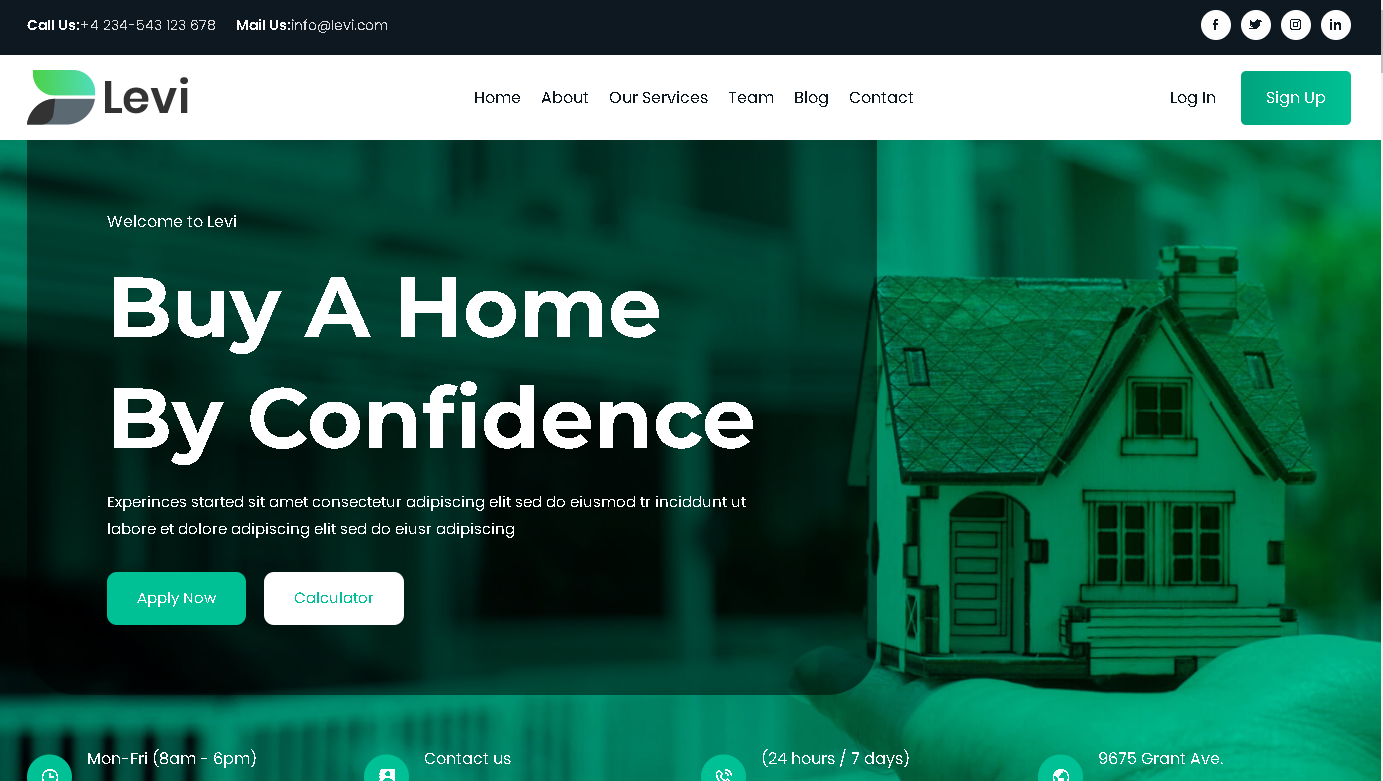 Call Us:+4 234-543 123 678 Mail Us:info@levi.com
Levi
Home About Our Services Team Blog Contact
Log In Sign Up
Welcome to Levi
Buy A Home
By Confidence
Experinces started sit amet consectetur adipiscing elit sed do eiusmod tr inciddunt ut
labore et dolore adipiscing elit sed do eiusr adipiscing
Apply Now Calculator
Mon-Fri (8am - 6pm) Contact us (24 hours / 7 days) 9675 Grant Ave.